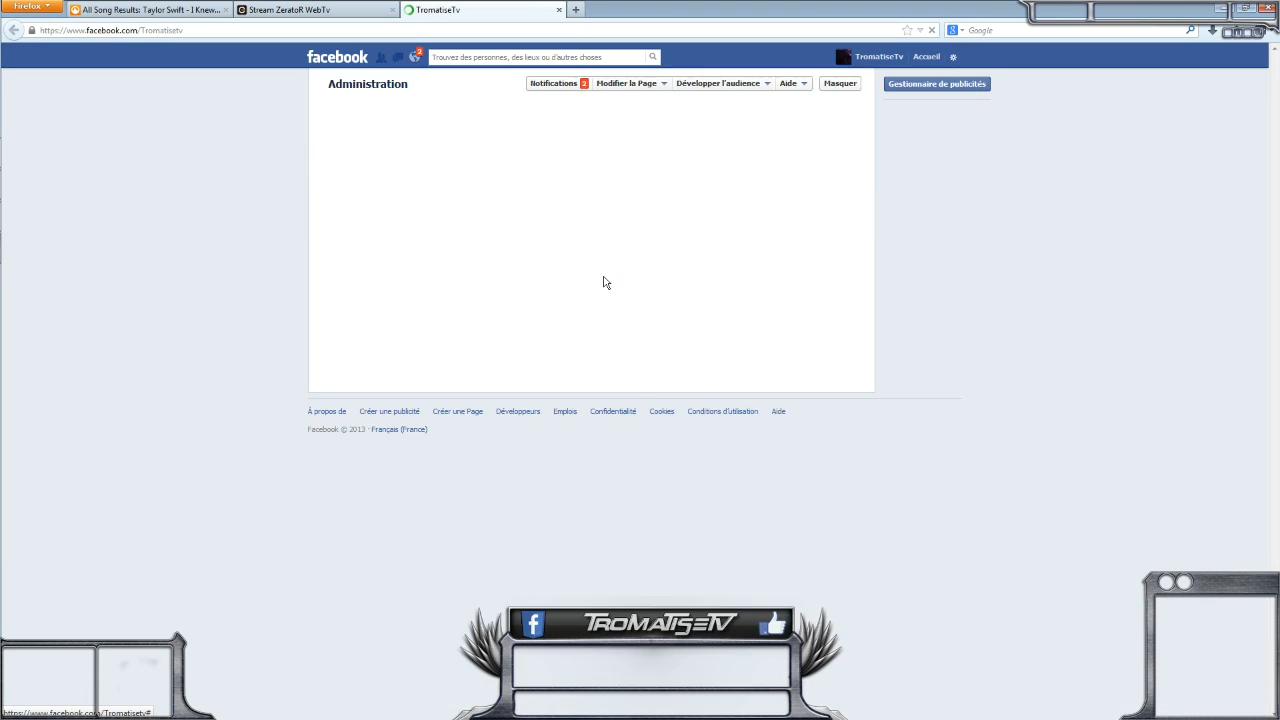 Firefox
All Song Results: Taylor Swift - I Knew...
Stream ZeratoR WebTv
TromatiseTv
https://www.facebook.com/Tromatisetv
Google
facebook
2
Trouvez des personnes, des lieux ou d'autres choses
TromatiseTv
Accueil
Administration
Notifications 2
Modifier la Page
Développer l'audience
Aide
Masquer
Gestionnaire de publicités
À propos de
Créer une publicité
Créer une Page
Développeurs
Emplois
Confidentialité
Cookies
Conditions d'utilisation
Aide
Facebook © 2013 · Français (France)
f TROMATISETV
https://www.facebook.com/Tromatisetv#